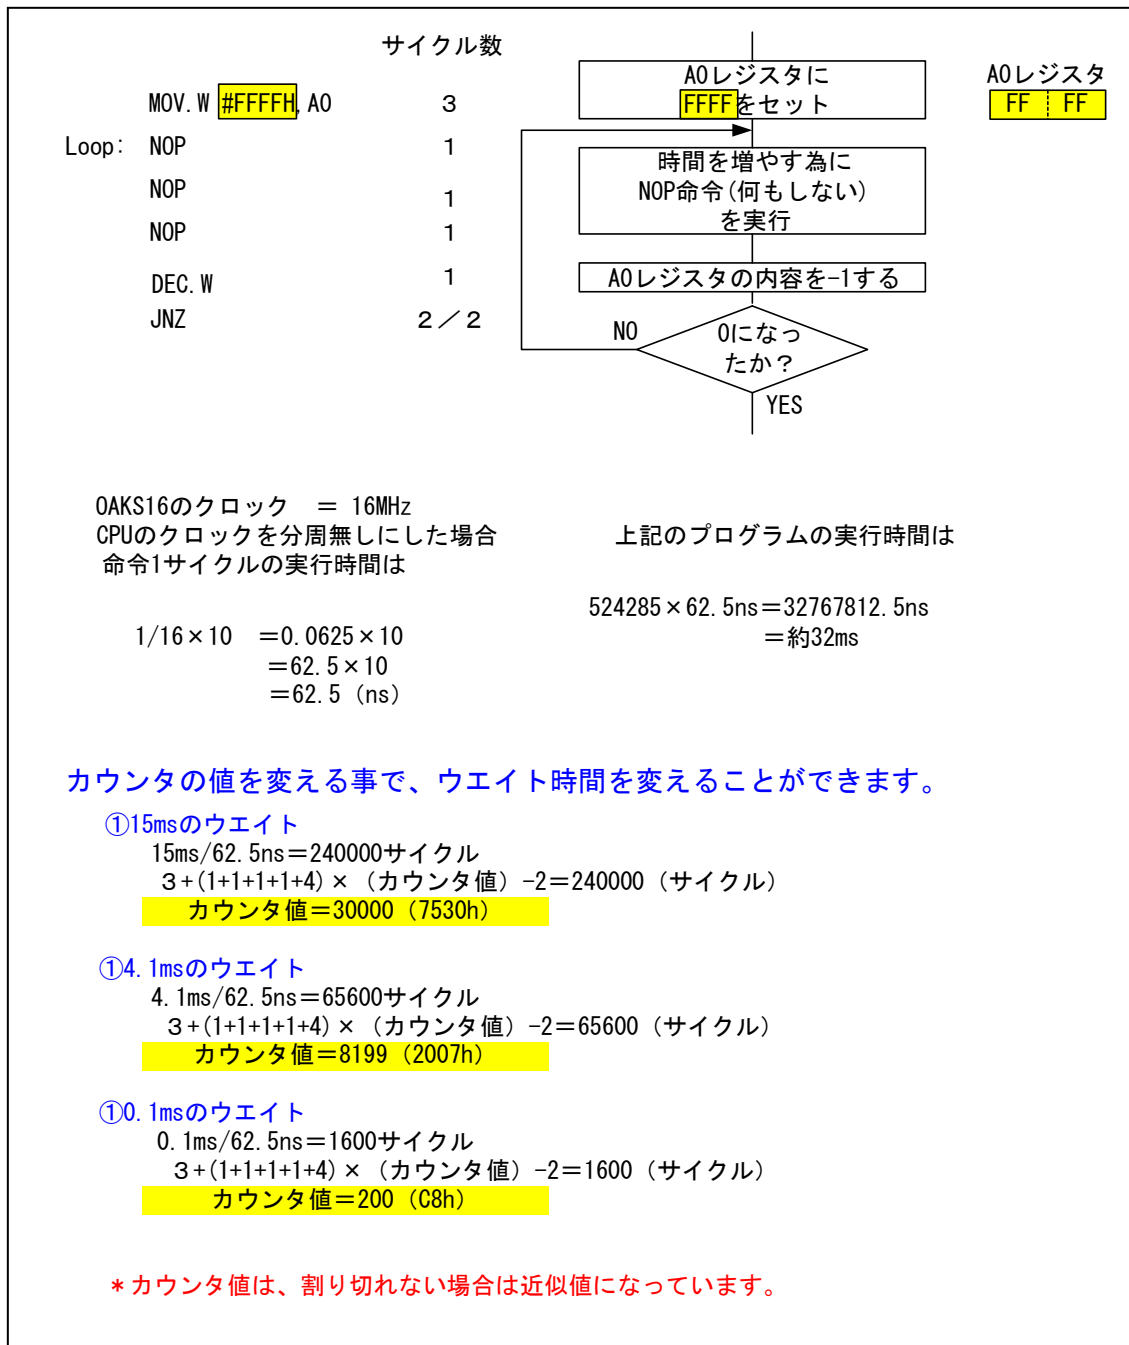 サイクル数
MOV.W #FFFFH,A0 3
Loop: NOP 1
NOP 1
NOP 1
DEC.W 1
JNZ 2／2
A0レジスタに
FFFFをセット
時間を増やす為に
NOP命令(何もしない)
を実行
A0レジスタの内容を-1する
NO
0になっ
たか？
YES
A0レジスタ
FF FF
OAKS16のクロック ＝ 16MHz
CPUのクロックを分周無しにした場合
命令1サイクルの実行時間は
1/16×10 ＝0.0625×10
＝62.5×10
＝62.5（ns）
上記のプログラムの実行時間は
524285×62.5ns＝32767812.5ns
＝約32ms
カウンタの値を変える事で、ウエイト時間を変えることができます。
①15msのウエイト
15ms/62.5ns＝240000サイクル
３+(1+1+1+1+4)×（カウンタ値）-2＝240000（サイクル）
カウンタ値＝30000（7530h）
①4.1msのウエイト
4.1ms/62.5ns＝65600サイクル
３+(1+1+1+1+4)×（カウンタ値）-2＝65600（サイクル）
カウンタ値＝8199（2007h）
①0.1msのウエイト
0.1ms/62.5ns＝1600サイクル
３+(1+1+1+1+4)×（カウンタ値）-2＝1600（サイクル）
カウンタ値＝200（C8h）
＊カウンタ値は、割り切れない場合は近似値になっています。